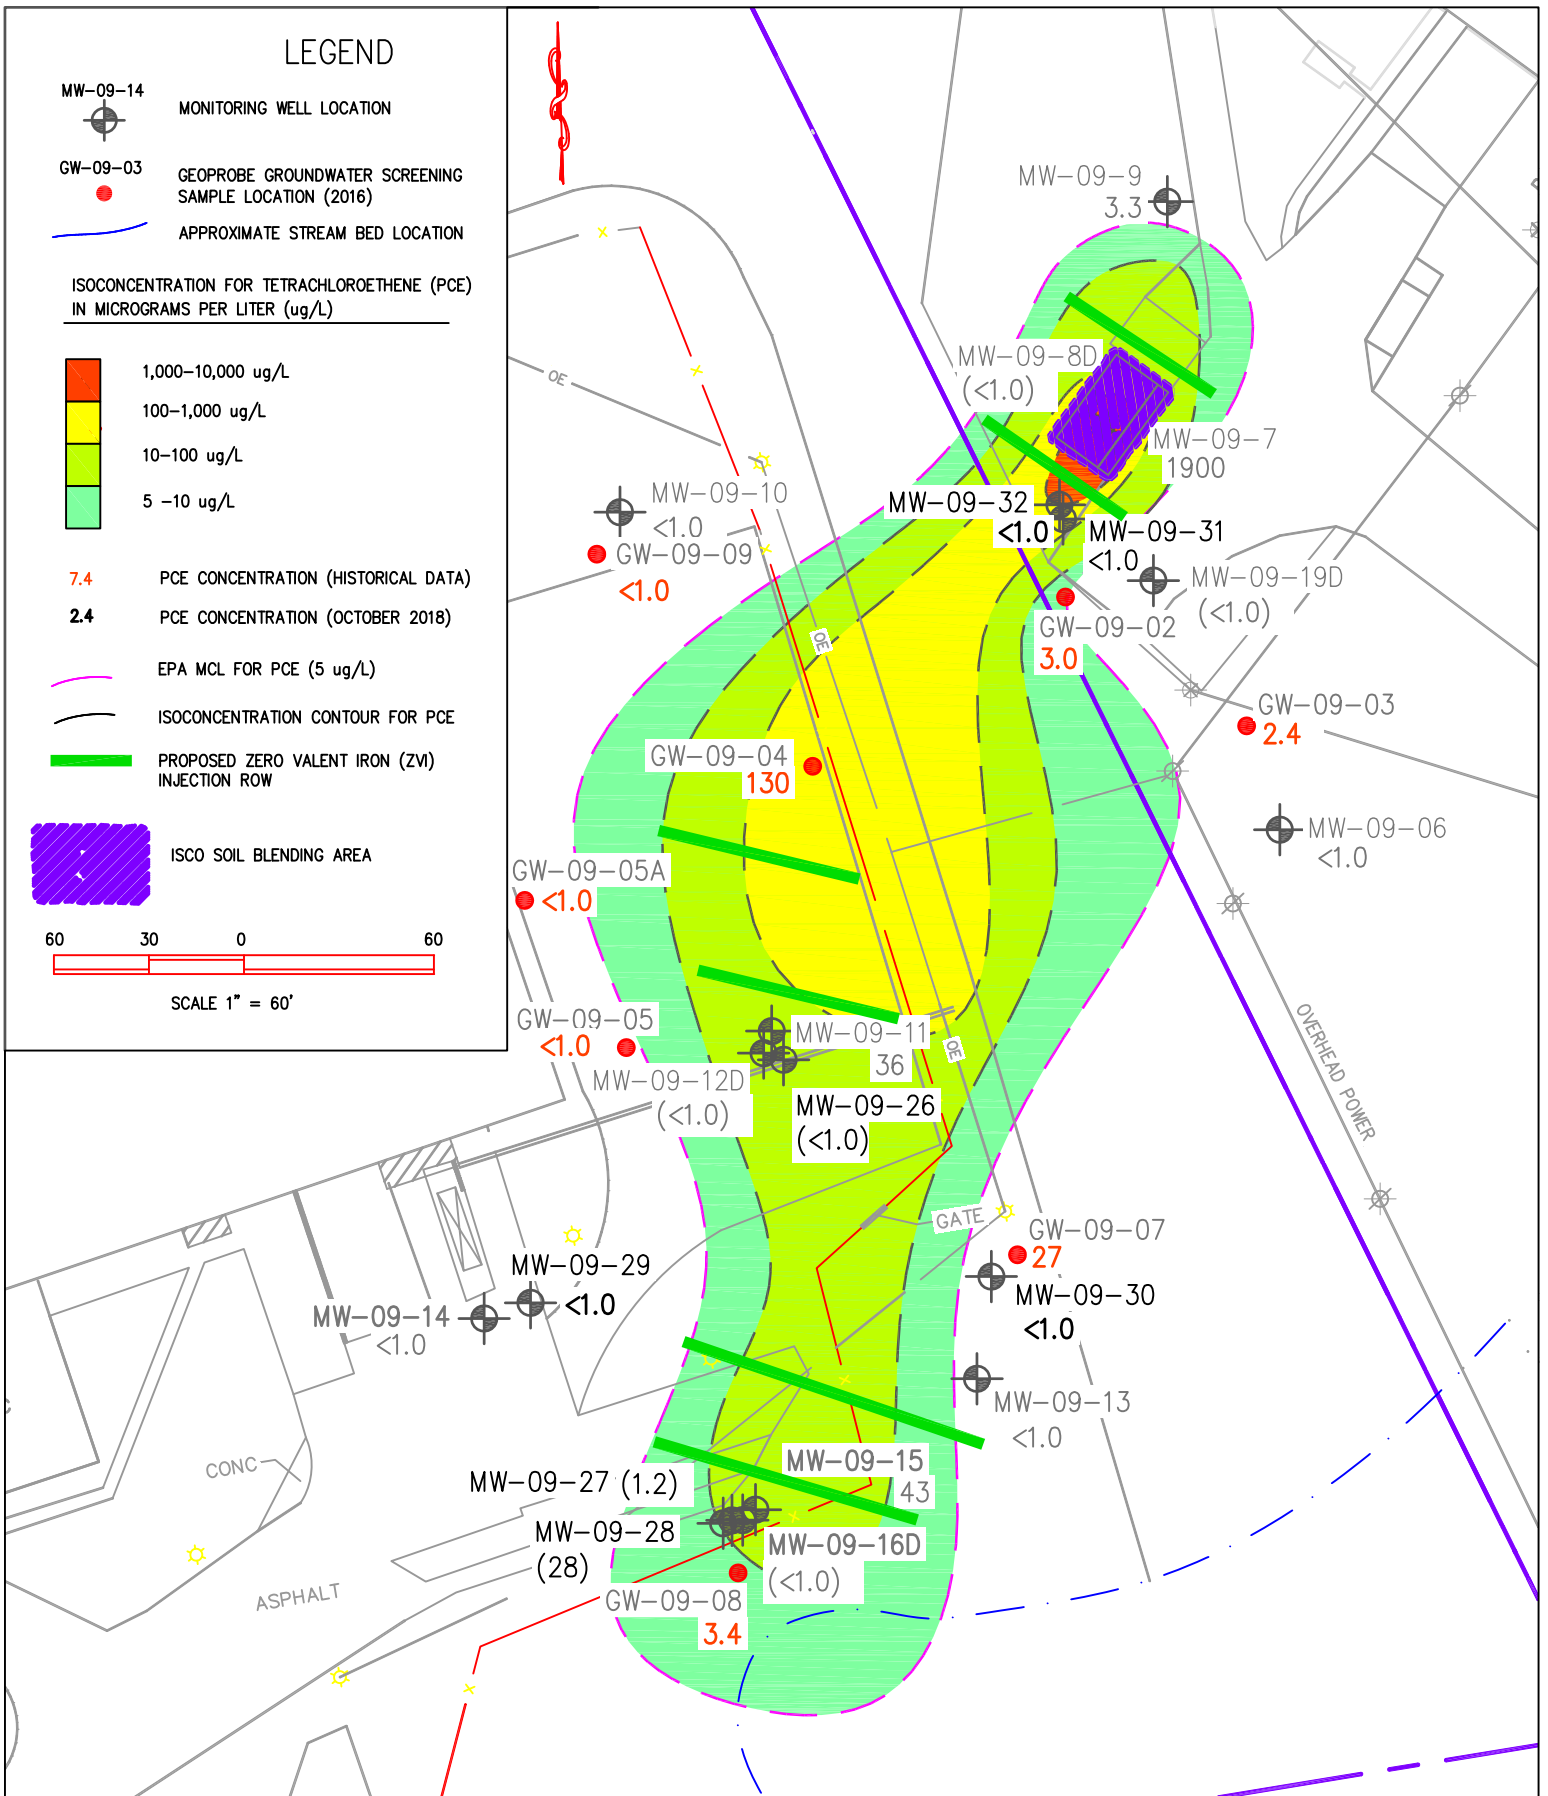 LEGEND
MW-09-14
MONITORING WELL LOCATION
GW-09-03
GEOPROBE GROUNDWATER SCREENING
SAMPLE LOCATION (2016)
APPROXIMATE STREAM BED LOCATION
ISOCONCENTRATION FOR TETRACHLOROETHENE (PCE)
IN MICROGRAMS PER LITER (ug/L)
1,000-10,000 ug/L
100-1,000 ug/L
10-100 ug/L
5 -10 ug/L
7.4 PCE CONCENTRATION (HISTORICAL DATA)
2.4 PCE CONCENTRATION (OCTOBER 2018)
EPA MCL FOR PCE (5 ug/L)
ISOCONCENTRATION CONTOUR FOR PCE
PROPOSED ZERO VALENT IRON (ZVI)
INJECTION ROW
ISCO SOIL BLENDING AREA
60 30 0 60
SCALE 1" = 60'
MW-09-9
3.3
OE
MW-09-8D
(<1.0)
MW-09-7
1900
MW-09-10
<1.0
MW-09-32
<1.0
MW-09-31
<1.0
GW-09-09
<1.0
MW-09-19D
(<1.0)
OE
GW-09-02
3.0
GW-09-03
2.4
GW-09-04
130
MW-09-06
<1.0
GW-09-05A
<1.0
GW-09-05
<1.0
MW-09-11
36
OE
MW-09-12D
(<1.0)
MW-09-26
(<1.0)
OVERHEAD POWER
GATE
GW-09-07
27
MW-09-29
<1.0
MW-09-30
<1.0
MW-09-14
<1.0
MW-09-13
<1.0
CONC
MW-09-15
43
MW-09-27 (1.2)
MW-09-28
(28)
MW-09-16D
(<1.0)
ASPHALT
GW-09-08
3.4